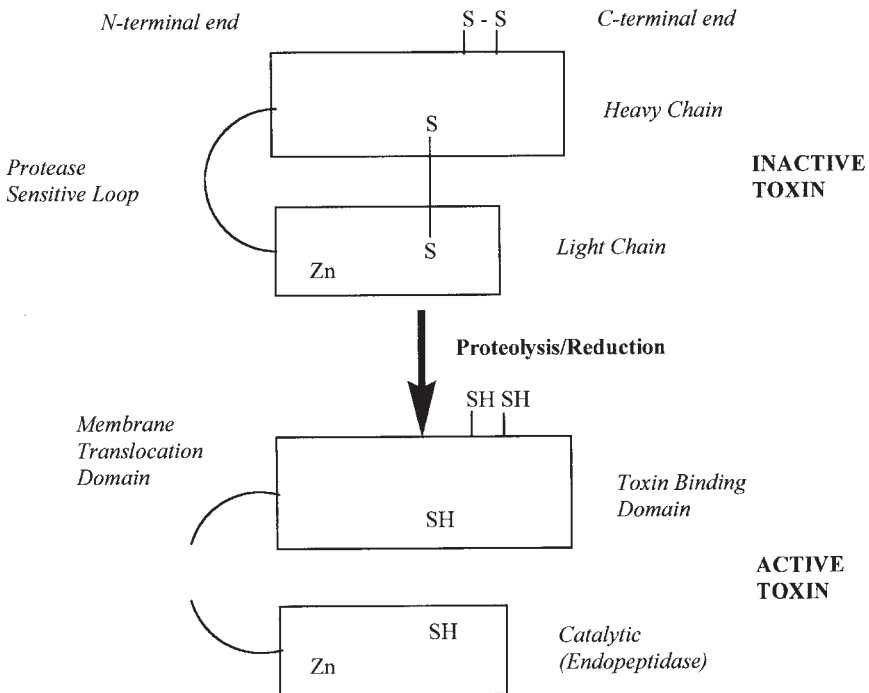 N-terminal end
S - S
C-terminal end
Heavy Chain
S
Protease
Sensitive Loop
INACTIVE
TOXIN
S
Light Chain
Zn
Proteolysis/Reduction
SH SH
Membrane
Translocation
Domain
Toxin Binding
Domain
SH
ACTIVE
TOXIN
SH
Catalytic
(Endopeptidase)
Zn